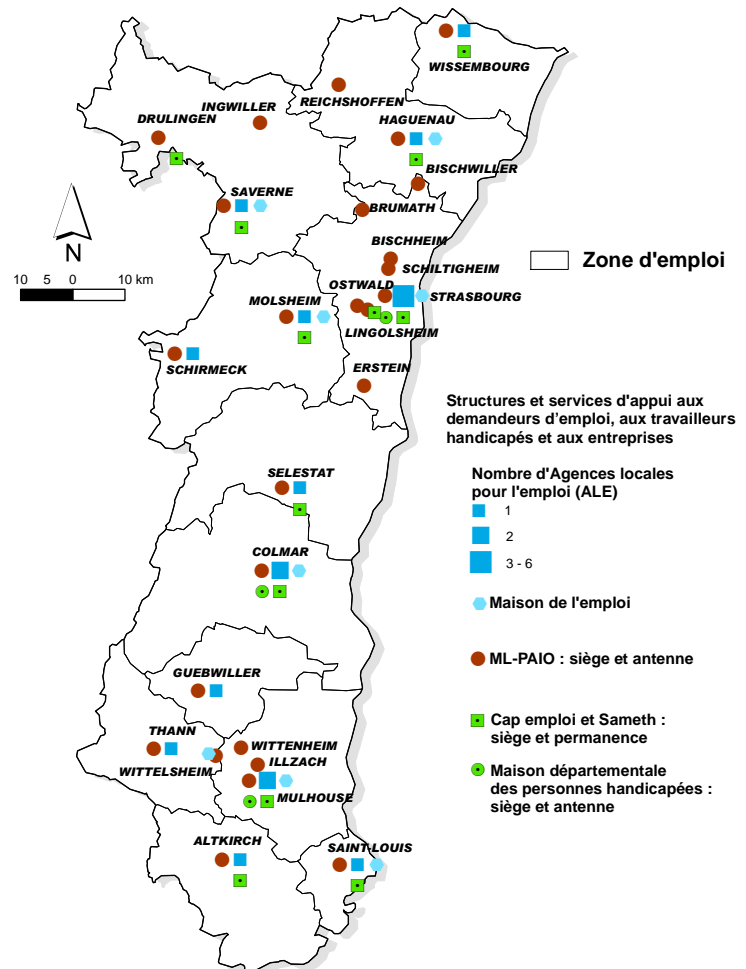 WISSEMBOURG
REICHSHOFFEN
INGWILLER
DRULINGEN
HAGUENAU
BISCHWILLER
SAVERNE
BRUMATH
N
10 5 0 10 km
BISCHHEIM
SCHILTIGHEIM
OSTWALD
STRASBOURG
MOLSHEIM
LINGOLSHEIM
SCHIRMECK
ERSTEIN
SELESTAT
COLMAR
GUEBWILLER
THANN
WITTELSHEIM
WITTENHEIM
ILLZACH
MULHOUSE
ALTKIRCH
SAINT-LOUIS
Zone d'emploi
Structures et services d'appui aux
demandeurs d'emploi, aux travailleurs
handicapés et aux entreprises
Nombre d'Agences locales
pour l'emploi (ALE)
1
2
3 - 6
Maison de l'emploi
ML-PAIO : siège et antenne
Cap emploi et Sameth :
siège et permanence
Maison départementale
des personnes handicapées :
siège et antenne